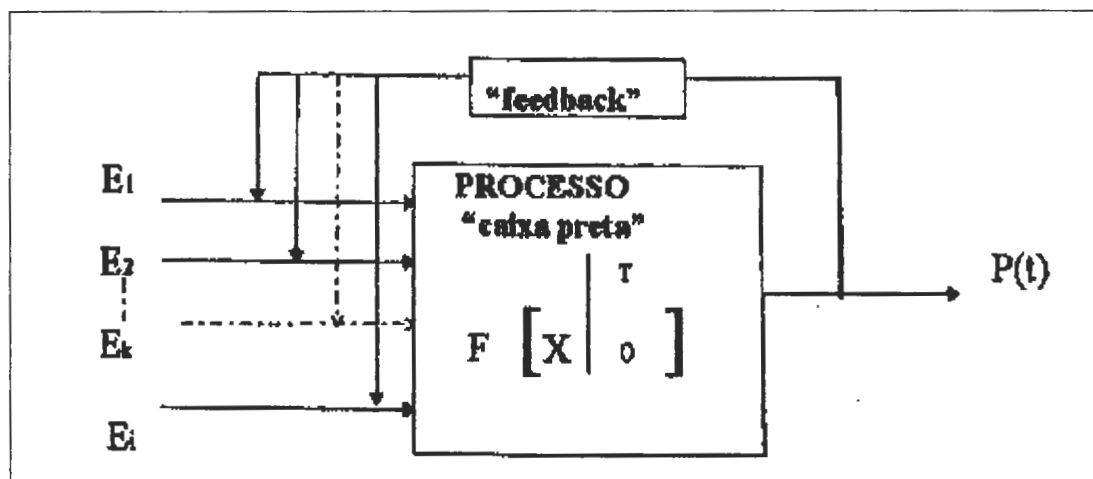 “feedback”
E1
PROCESSO
“caixa preta”
E2
T
P(t)
Ek
F [X | 0 ]
Ei